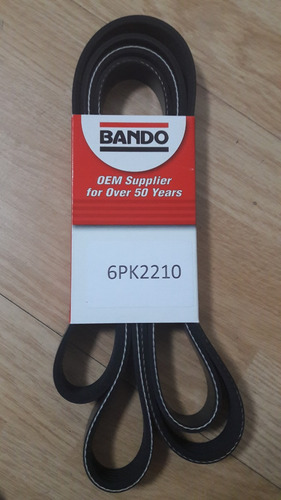 BANDO
OEM Supplier
for Over 50 Years
6PK2210